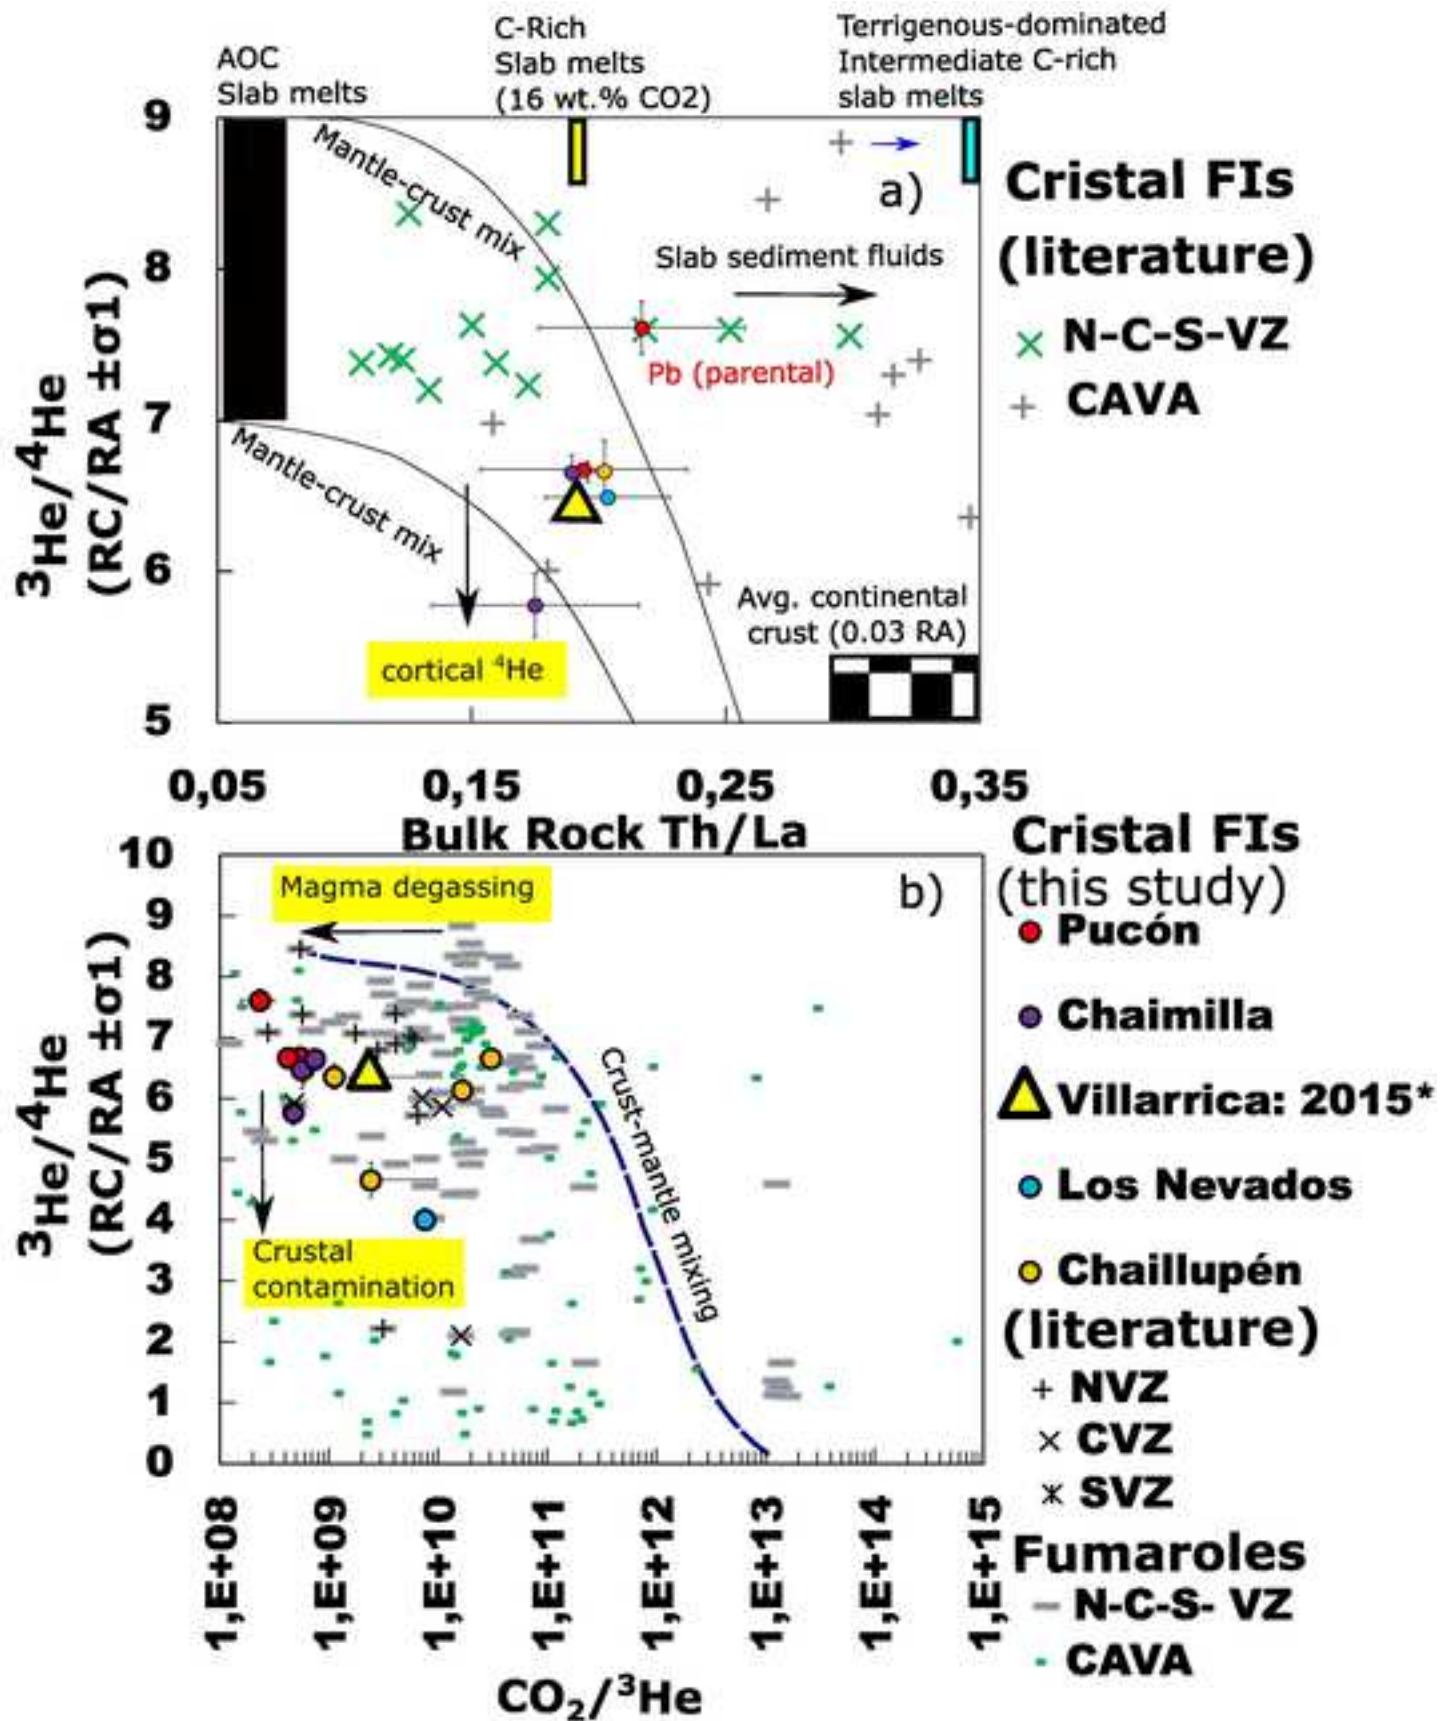 AOC
Slab melts
C-Rich
Slab melts
(16 wt.% CO2)
Terrigenous-dominated
Intermediate C-rich
slab melts
9
8
7
6
5
³He/⁴He
(RC/RA ±σ1)
Mantle-crust mix
Mantle-crust mix
a)
Slab sediment fluids
Pb (parental)
cortical ⁴He
Avg. continental
crust (0.03 RA)
0,05
0,15
0,25
0,35
Bulk Rock Th/La
Cristal FIs
(literature)
N-C-S-VZ
CAVA
10
9
8
7
6
5
4
3
2
1
0
³He/⁴He
(RC/RA ±σ1)
Magma degassing
b)
Crust-mantle mixing
Crustal
contamination
1,E+08
1,E+09
1,E+10
1,E+11
1,E+12
1,E+13
1,E+14
1,E+15
CO₂/³He
Cristal FIs
(this study)
Pucón
Chaimilla
Villarrica: 2015*
Los Nevados
Chaillupén
(literature)
NVZ
CVZ
SVZ
Fumaroles
N-C-S- VZ
CAVA